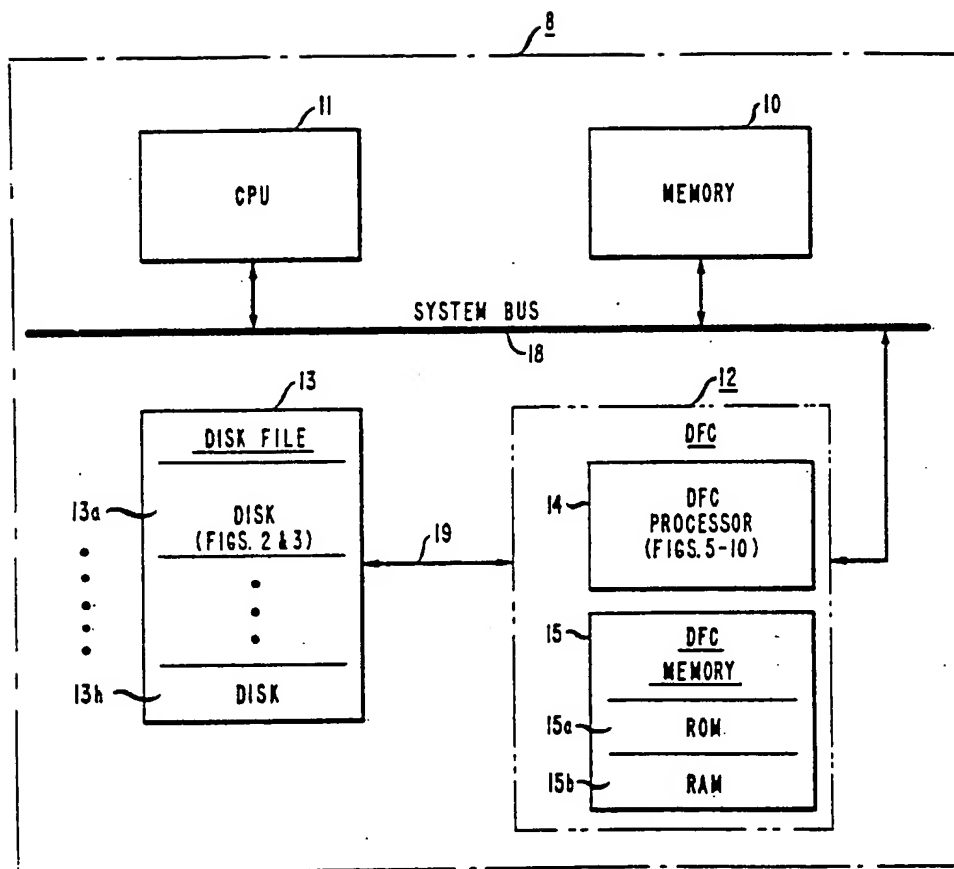 8
11
10
CPU
MEMORY
SYSTEM BUS
18
13
12
DISK FILE
DFC
13a
DISK
(FIGS. 2 & 3)
19
14
DFC
PROCESSOR
(FIGS. 5-10)
15
DFC
MEMORY
13h
DISK
15a
ROM
15b
RAM